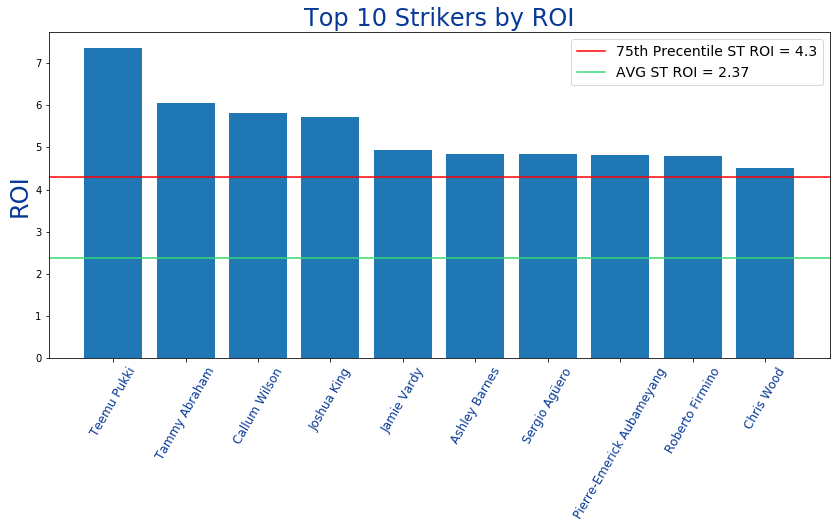 Top 10 Strikers by ROI
75th Precentile ST ROI = 4.3
AVG ST ROI = 2.37
ROI
7
6
5
4
3
2
1
0
Teemu Pukki
Tammy Abraham
Callum Wilson
Joshua King
Jamie Vardy
Ashley Barnes
Sergio Agüero
Pierre-Emerick Aubameyang
Roberto Firmino
Chris Wood